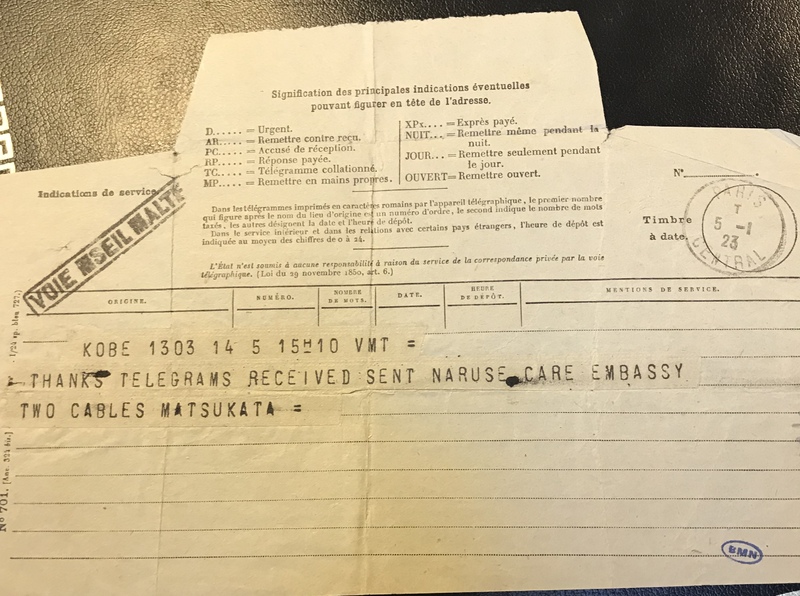 Signification des principales indications éventuelles
pouvant figurer en tête de l'adresse.
D...... = Urgent.
AR..... = Remettre contre reçu.
PC..... = Accusé de réception.
RP..... = Réponse payée.
TC..... = Télégramme collationné.
MP..... = Remettre en mains propres.
XPx.... = Exprès payé.
NUIT... = Remettre même pendant la
nuit.
JOUR... = Remettre seulement pendant
le jour.
OUVERT = Remettre ouvert.
Indications de service.
VOIE MSEIL MALTE
Dans les télégrammes imprimés en caractères romains par l'appareil télégraphique, le premier nombre
qui figure après le nom du lieu d'origine est un numéro d'ordre, le second indique le nombre de mots
taxés, les autres désignent la date et l'heure de dépôt.
Dans le service intérieur et dans les relations avec certains pays étrangers, l'heure de dépôt est
indiquée au moyen des chiffres de 0 à 24.
L'État n'est soumis à aucune responsabilité à raison du service de la correspondance privée par la voie
télégraphique. (Loi du 29 novembre 1850, art. 6.)
N°
Timbre
à date.
PARIS
T
5 -1
23
CENTRAL
ORIGINE.
NUMÉRO.
NOMBRE
DE MOTS.
DATE.
HEURE
DE DÉPÔT.
MENTIONS DE SERVICE.
KOBE 1303 14 5 15H10 VMT =
THANKS TELEGRAMS RECEIVED SENT NARUSE CARE EMBASSY
TWO CABLES MATSUKATA =
N° 701.
BMN